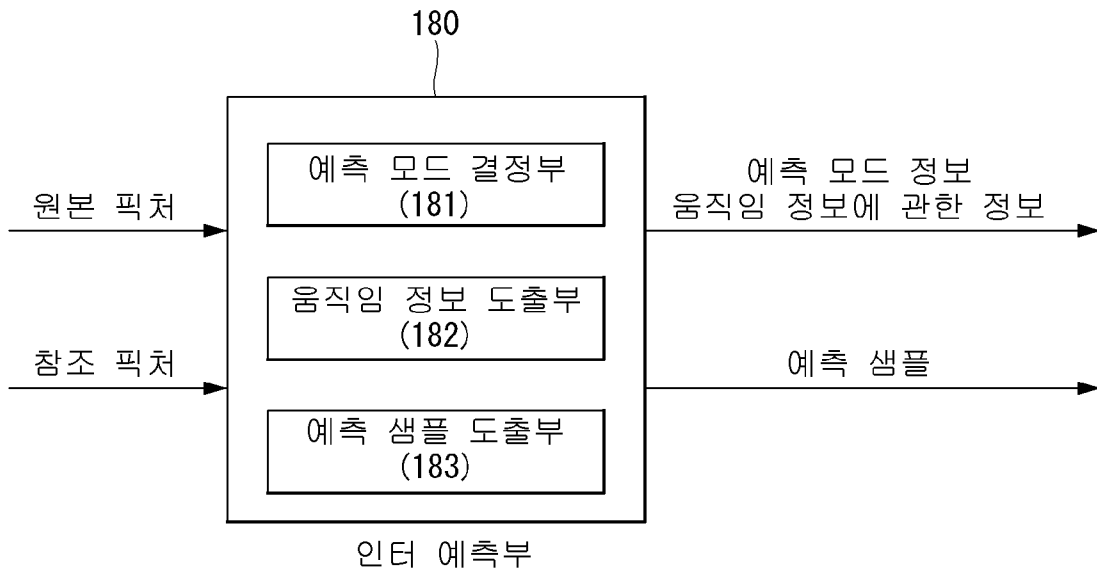 180
예측 모드 결정부
(181)
원본 픽처
예측 모드 정보
움직임 정보에 관한 정보
움직임 정보 도출부
(182)
참조 픽처
예측 샘플
예측 샘플 도출부
(183)
인터 예측부